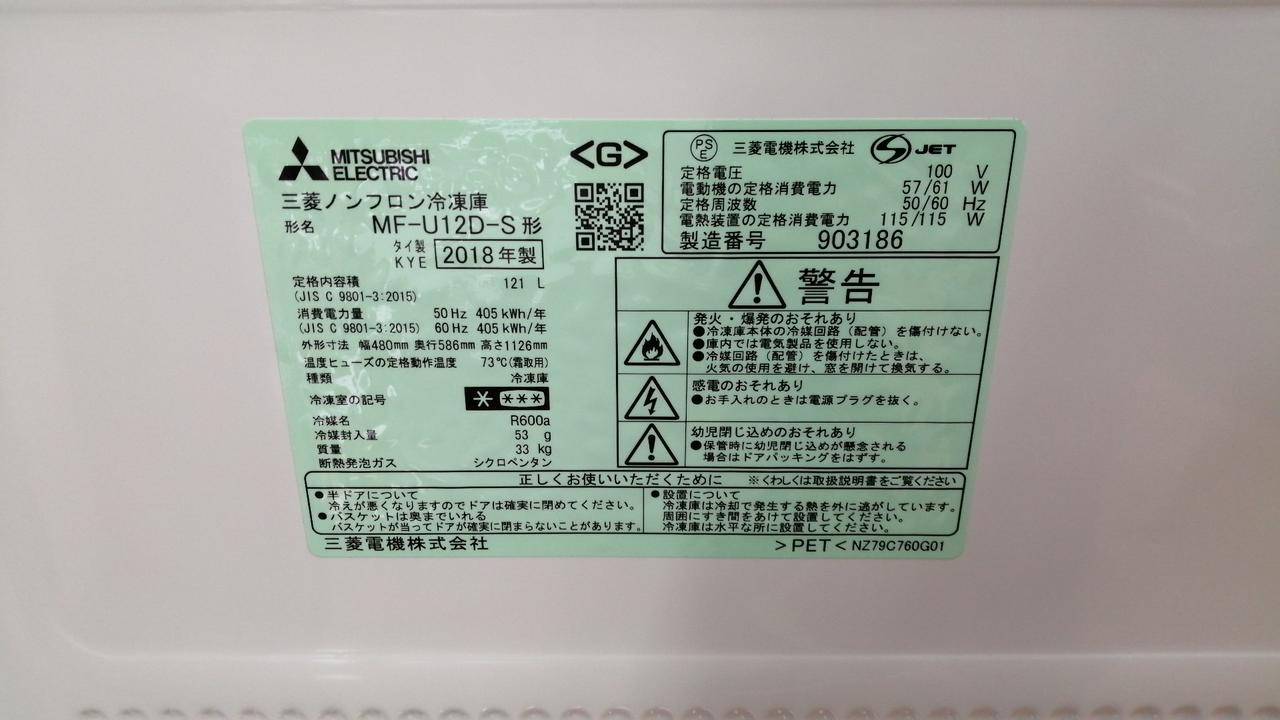 MITSUBISHI
ELECTRIC
三菱ノンフロン冷凍庫
形名 MF-U12D-S 形
タイ製
KYE 2018年製
<G>
PSE 三菱電機株式会社 JET
定格電圧 100 V
電動機の定格消費電力 57/61 W
定格周波数 50/60 Hz
電熱装置の定格消費電力 115/115 W
製造番号 903186
定格内容積 121 L
(JIS C 9801-3:2015)
消費電力量 50Hz 405kWh/年
(JIS C 9801-3:2015) 60Hz 405kWh/年
外形寸法 幅480mm 奥行586mm 高さ1126mm
温度ヒューズの定格動作温度 73℃(霜取用)
種類 冷凍庫
冷凍室の記号 * ***
冷媒名 R600a
冷媒封入量 53 g
質量 33 kg
断熱発泡ガス シクロペンタン
警告
発火・爆発のおそれあり
●冷凍庫本体の冷媒回路(配管)を傷付けない。
●庫内では電気製品を使用しない。
●冷媒回路(配管)を傷付けたときは、
火気の使用を避け、窓を開けて換気する。
感電のおそれあり
●お手入れのときは電源プラグを抜く。
幼児閉じ込めのおそれあり
●保管時に幼児閉じ込めが懸念される
場合はドアパッキングをはずす。
正しくお使いいただくために ※くわしくは取扱説明書をご覧ください
●半ドアについて
冷えが悪くなりますのでドアは確実に閉めてください。
●バスケットは奥までいれる
バスケットが当ってドアが確実に閉まらないことがあります。
●設置について
冷凍庫は冷却で発生する熱を外に逃がしています。
周囲にすき間をあけて設置してください。
冷凍庫は水平な所に設置してください。
三菱電機株式会社 >PET< NZ79C760G01